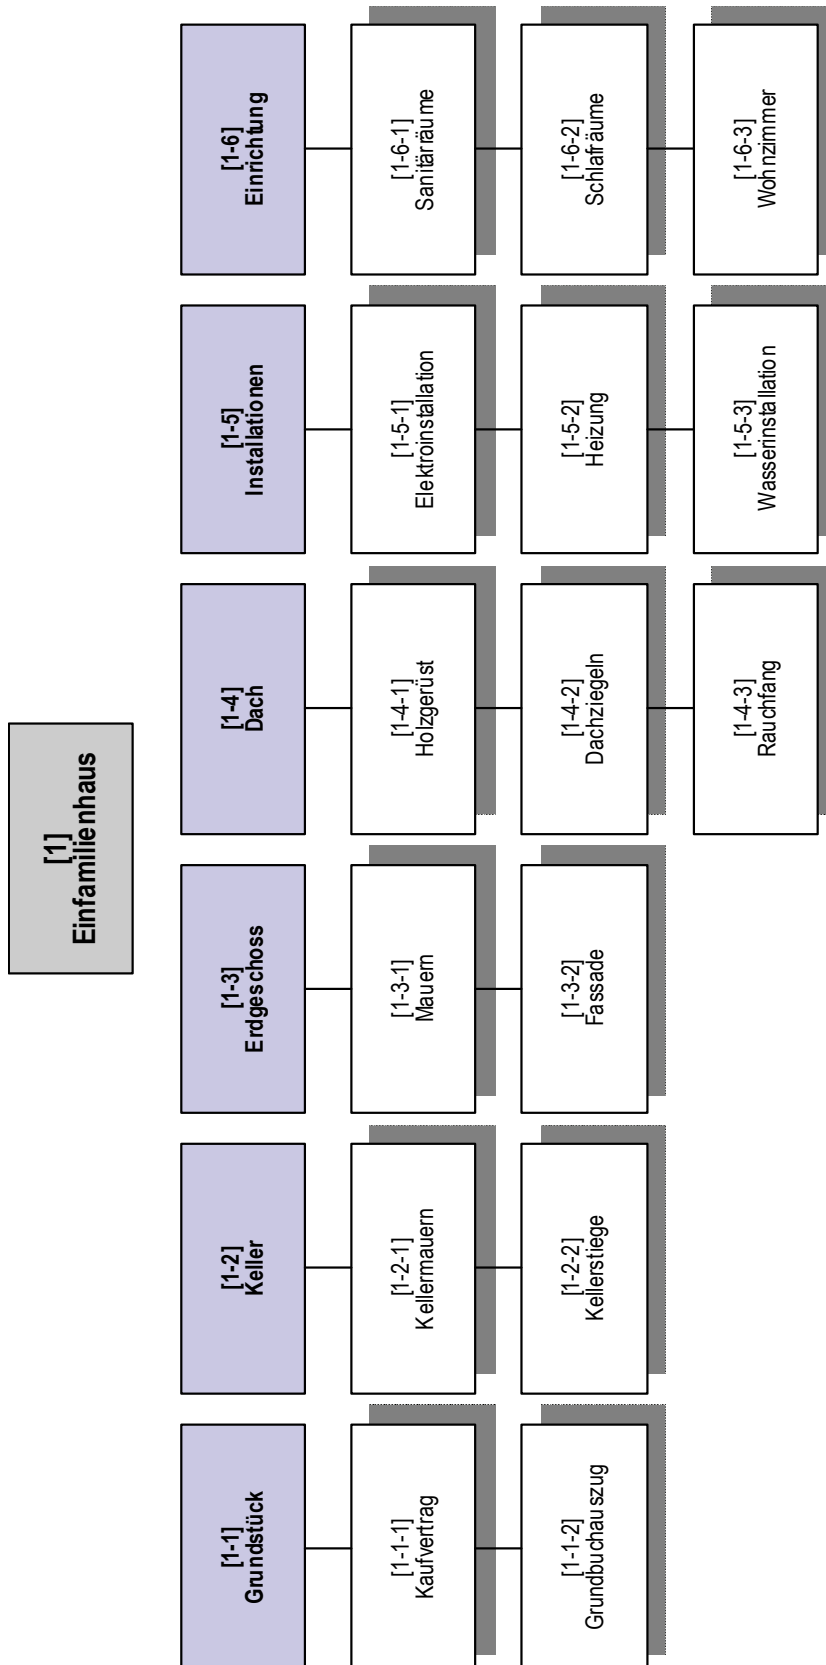 [1]
Einfamilienhaus
[1-1]
Grundstück
[1-2]
Keller
[1-3]
Erdgeschoss
[1-4]
Dach
[1-5]
Installationen
[1-6]
Einrichtung
[1-1-1]
Kaufvertrag
[1-2-1]
Kellermauern
[1-3-1]
Mauern
[1-4-1]
Holzgerüst
[1-5-1]
Elektroinstallation
[1-6-1]
Sanitärräume
[1-1-2]
Grundbuchauszug
[1-2-2]
Kellerstiege
[1-3-2]
Fassade
[1-4-2]
Dachziegeln
[1-5-2]
Heizung
[1-6-2]
Schlafräume
[1-4-3]
Rauchfang
[1-5-3]
Wasserinstallation
[1-6-3]
Wohnzimmer